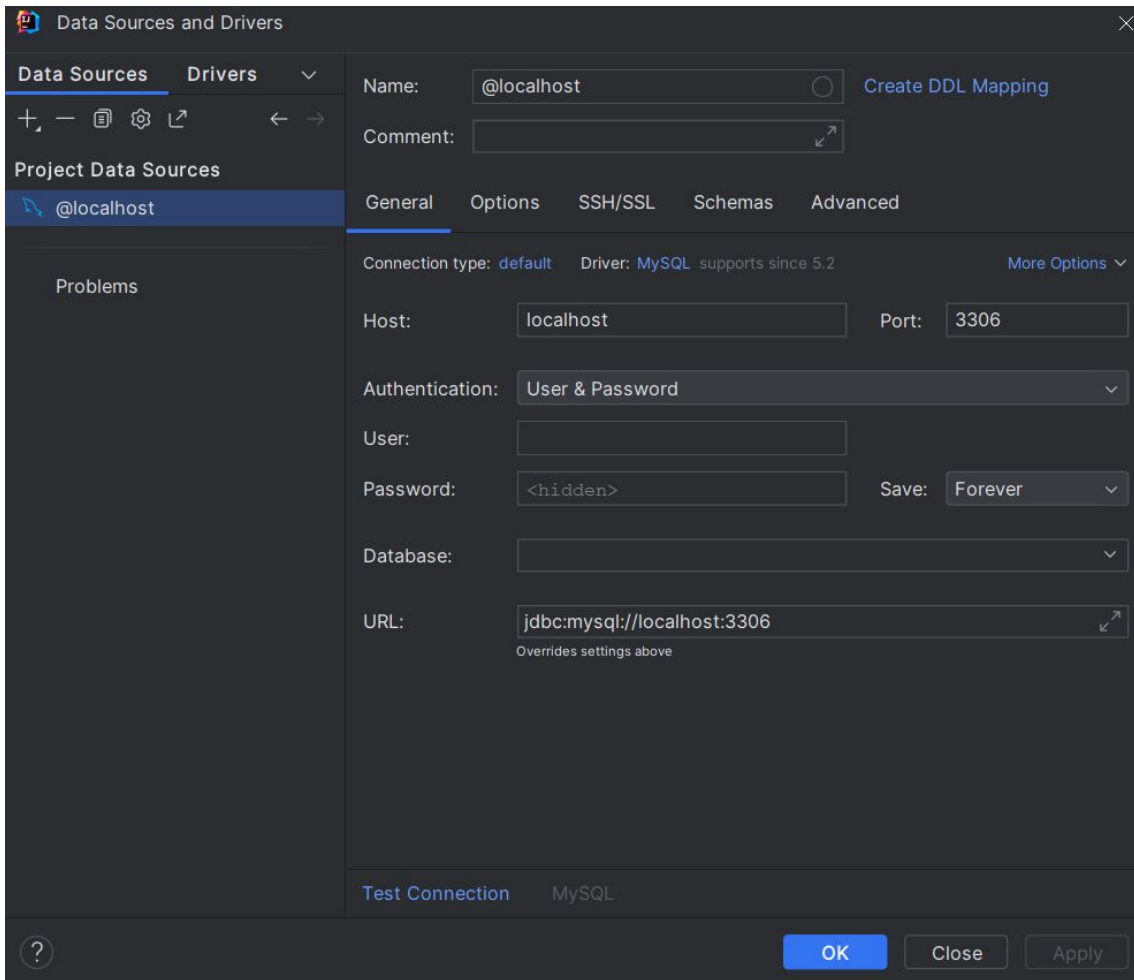 Data Sources and Drivers
Data Sources Drivers
Project Data Sources
@localhost
Problems
Name: @localhost Create DDL Mapping
Comment:
General Options SSH/SSL Schemas Advanced
Connection type: default Driver: MySQL supports since 5.2 More Options
Host: localhost Port: 3306
Authentication: User & Password
User:
Password: <hidden> Save: Forever
Database:
URL: jdbc:mysql://localhost:3306
Overrides settings above
Test Connection MySQL
? OK Close Apply